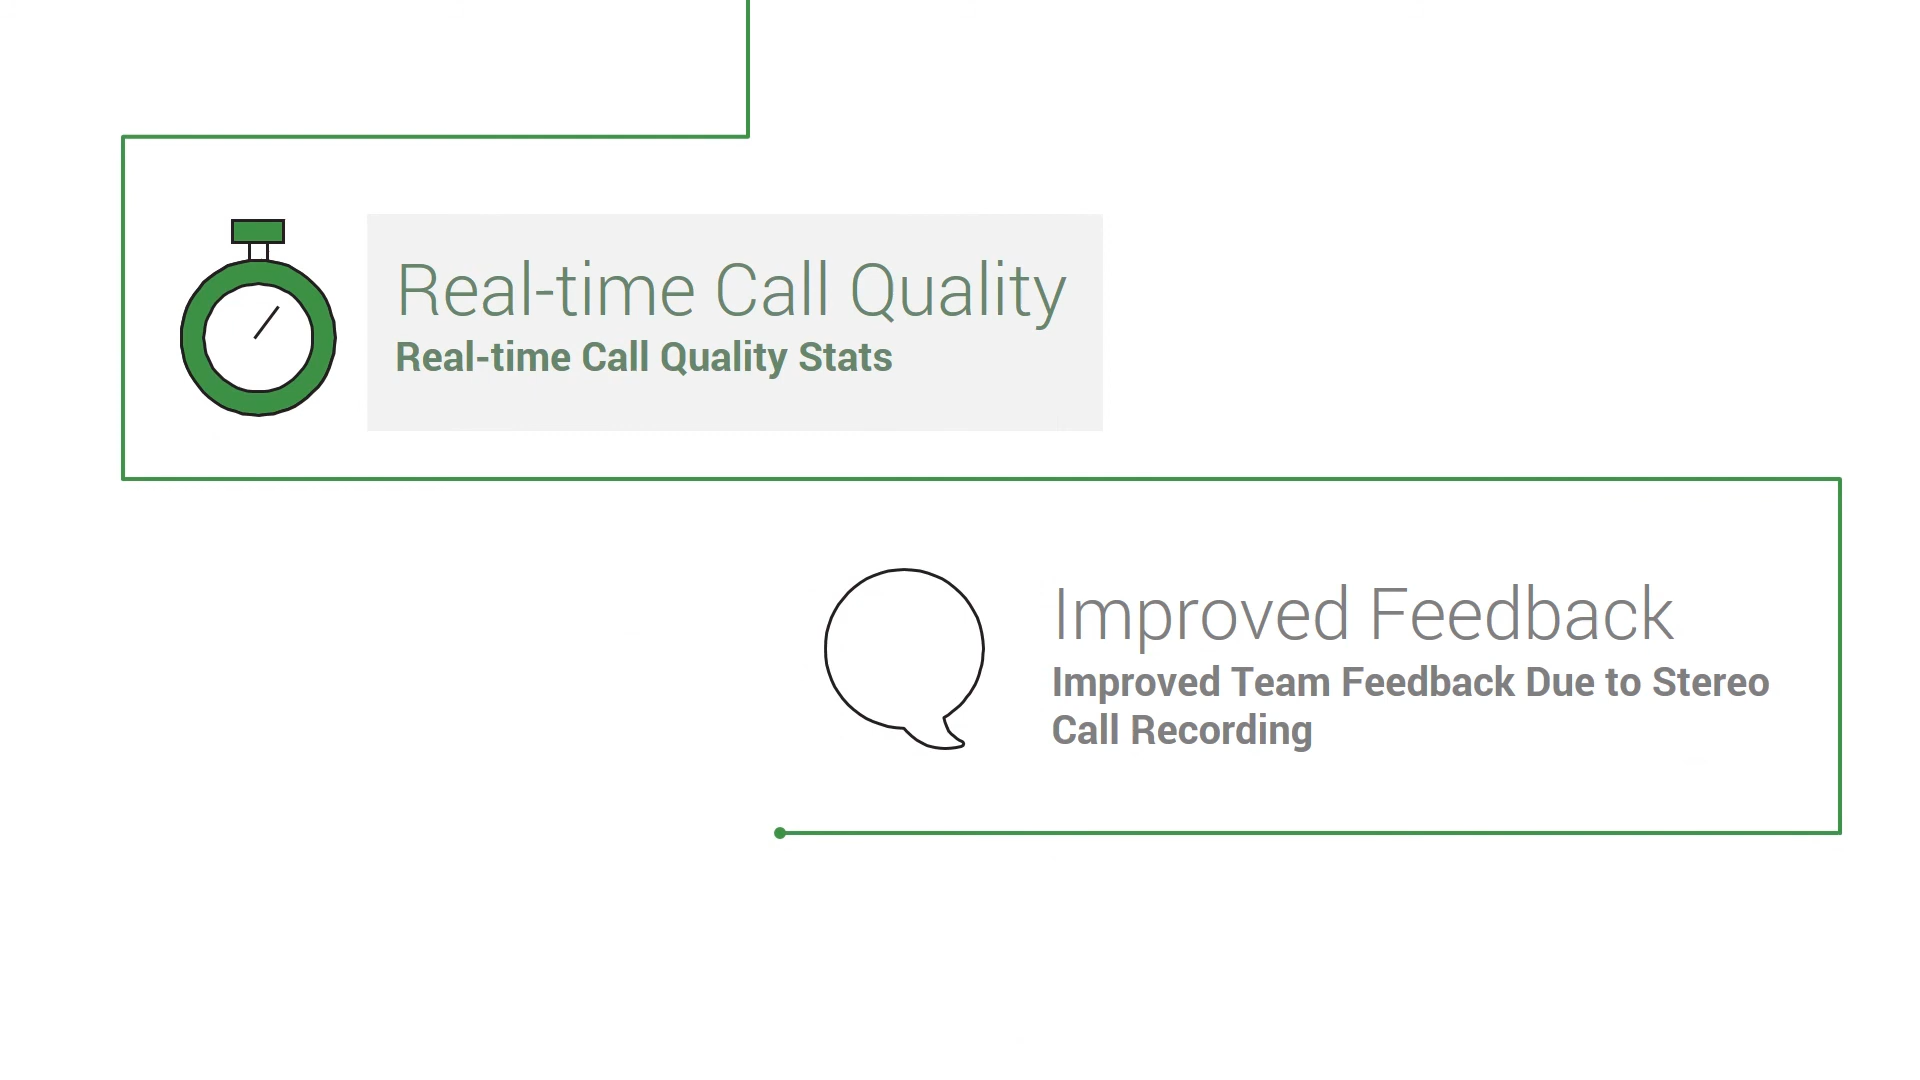 Real-time Call Quality
Real-time Call Quality Stats
Improved Feedback
Improved Team Feedback Due to Stereo
Call Recording